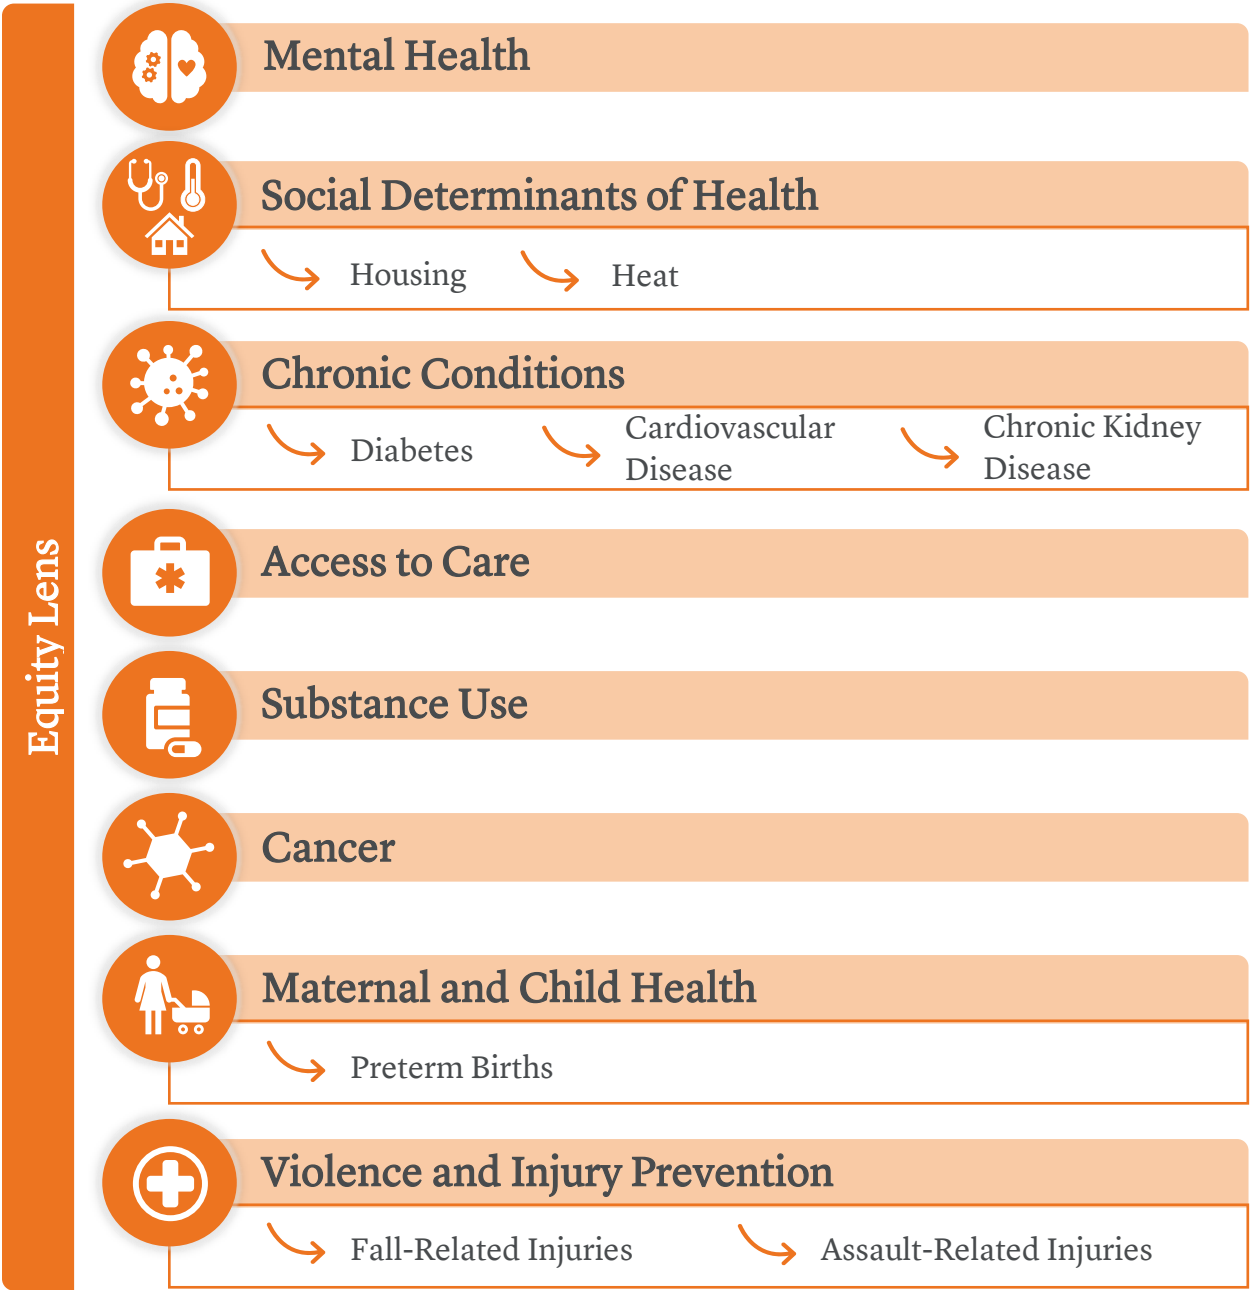 Equity Lens
Mental Health
Social Determinants of Health
Housing
Heat
Chronic Conditions
Diabetes
Cardiovascular
Disease
Chronic Kidney
Disease
Access to Care
Substance Use
Cancer
Maternal and Child Health
Preterm Births
Violence and Injury Prevention
Fall-Related Injuries
Assault-Related Injuries